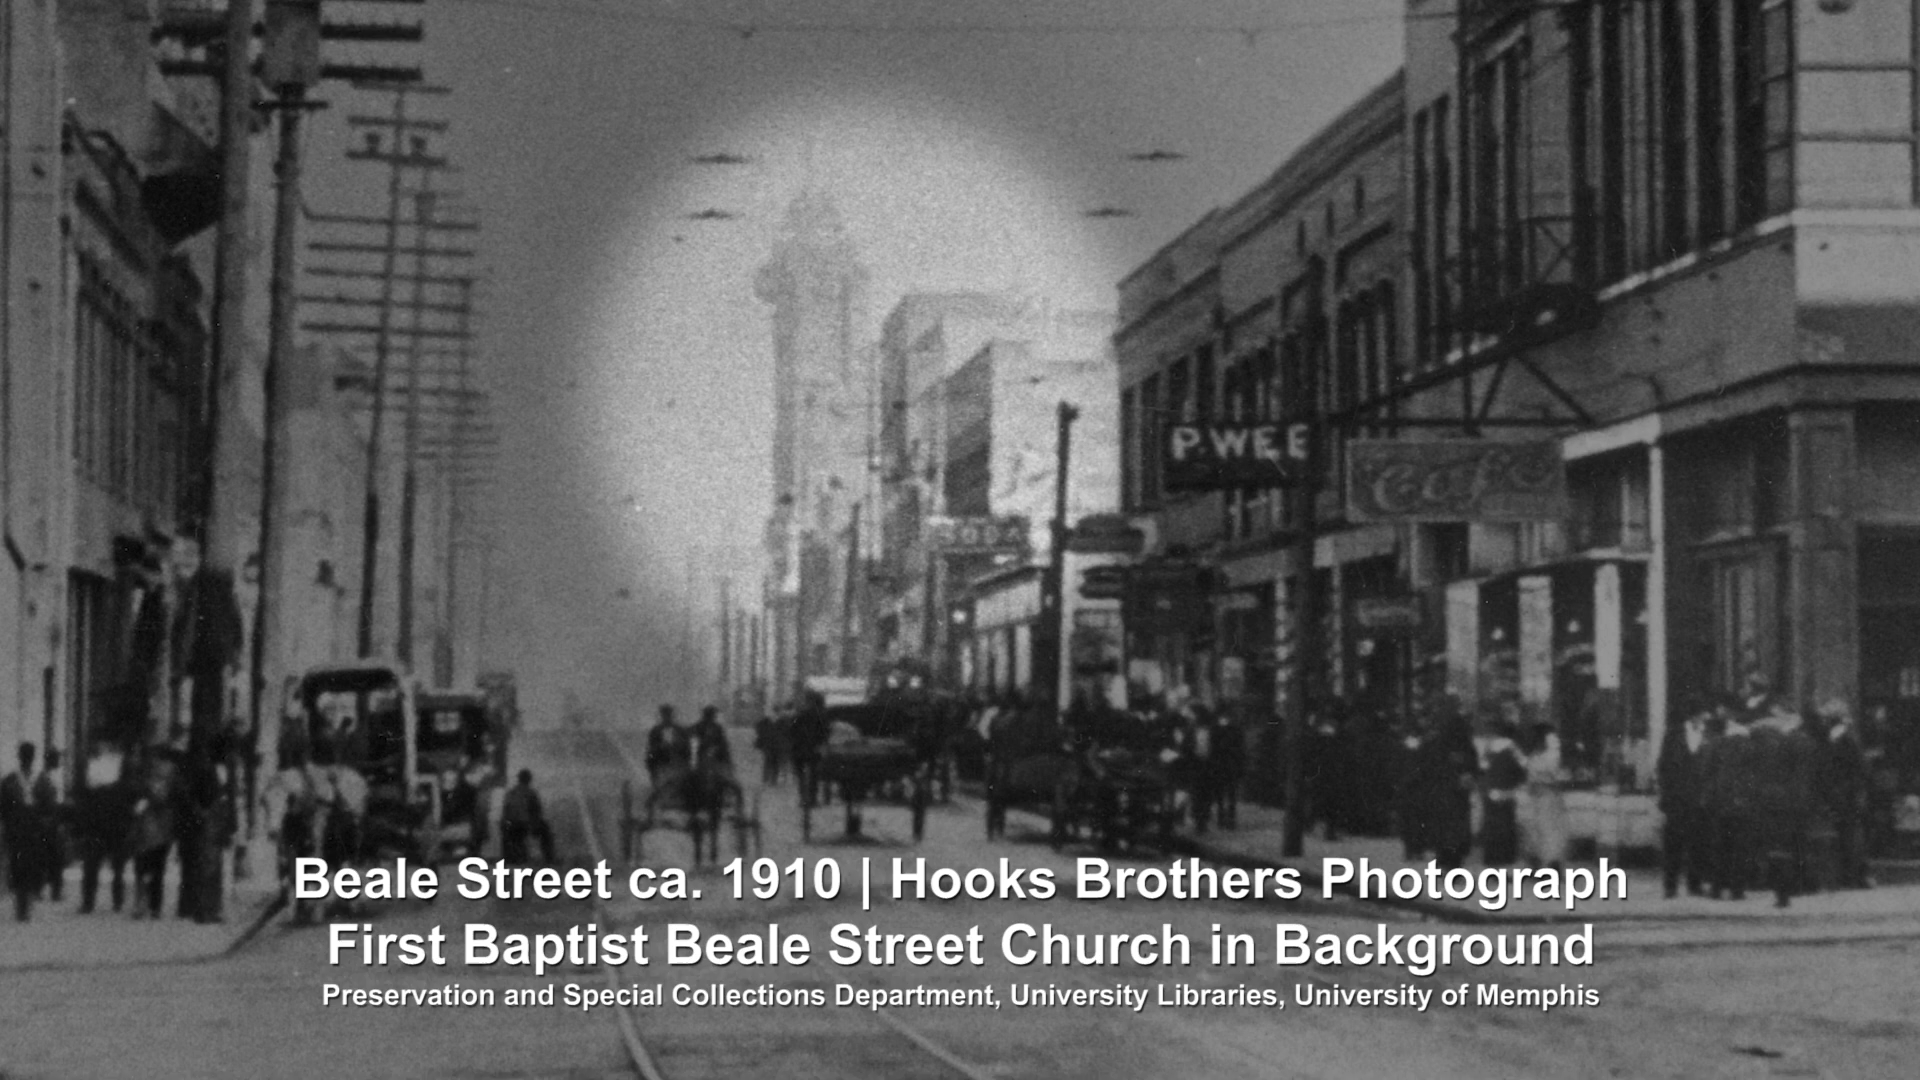 P. WEE
Café
SODA
Beale Street ca. 1910 | Hooks Brothers Photograph
First Baptist Beale Street Church in Background
Preservation and Special Collections Department, University Libraries, University of Memphis